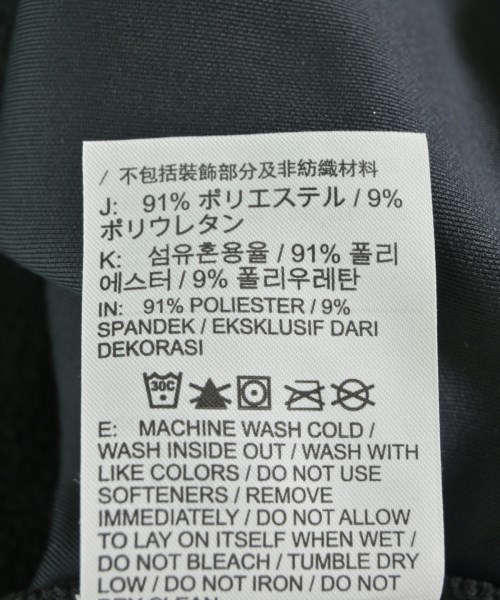 / 不包括裝飾部分及非紡織材料
J: 91% ポリエステル / 9%
ポリウレタン
K: 섬유혼용율 / 91% 폴리
에스터 / 9% 폴리우레탄
IN: 91% POLIESTER / 9%
SPANDEK / EKSKLUSIF DARI
DEKORASI
30C
E: MACHINE WASH COLD /
WASH INSIDE OUT / WASH WITH
LIKE COLORS / DO NOT USE
SOFTENERS / REMOVE
IMMEDIATELY / DO NOT ALLOW
TO LAY ON ITSELF WHEN WET /
DO NOT BLEACH / TUMBLE DRY
LOW / DO NOT IRON / DO NOT
DRY CLEAN